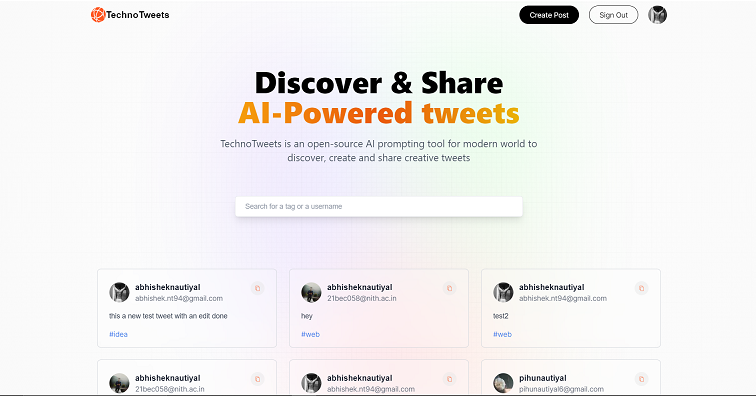 TechnoTweets
Create Post
Sign Out
Discover & Share
AI-Powered tweets
TechnoTweets is an open-source AI prompting tool for modern world to
discover, create and share creative tweets
Search for a tag or a username
abhisheknautiyal
abhishek.nt94@gmail.com
this a new test tweet with an edit done
#idea
abhisheknautiyal
21bec058@nith.ac.in
hey
#web
abhisheknautiyal
abhishek.nt94@gmail.com
test2
#web
abhisheknautiyal
21bec058@nith.ac.in
abhisheknautiyal
abhishek.nt94@gmail.com
pihunautiyal
pihunautiyal6@gmail.com